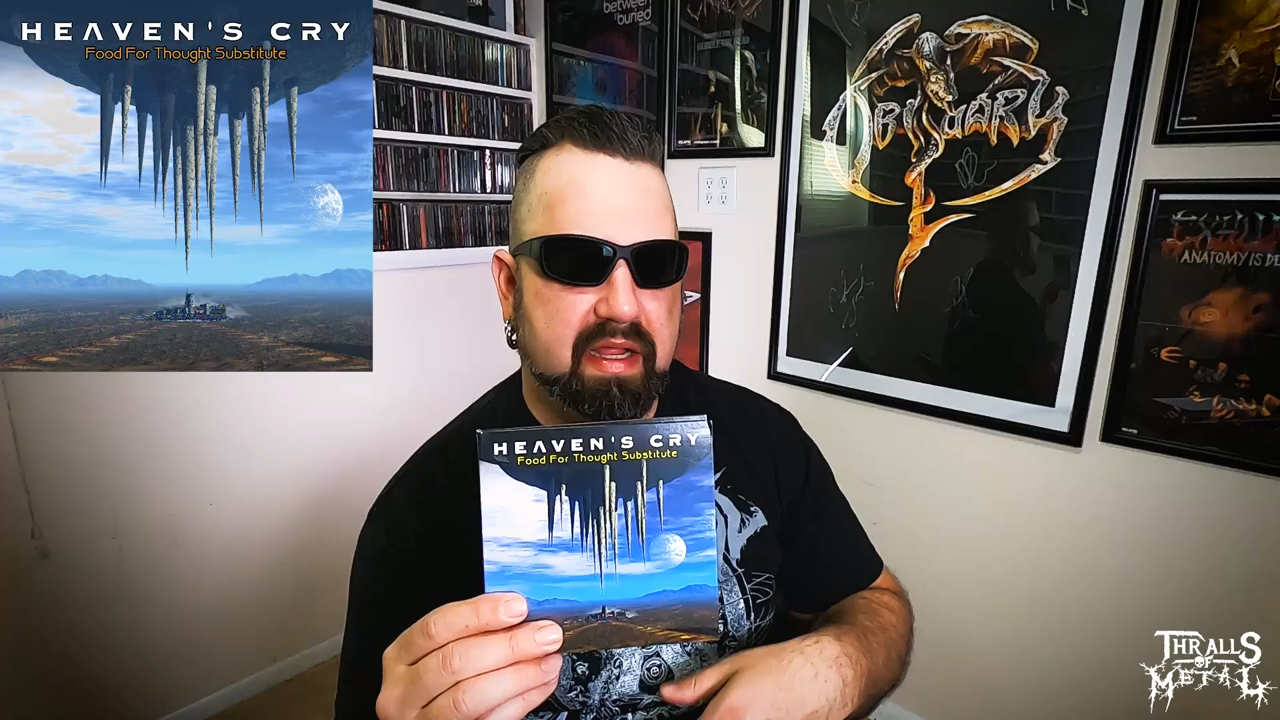 HEAVEN'S CRY
Food For Thought Substitute
between
buried
OBITUARY
ANATOMY IS
HEAVEN'S CRY
Food For Thought Substitute
THRALLS
OF
METAL